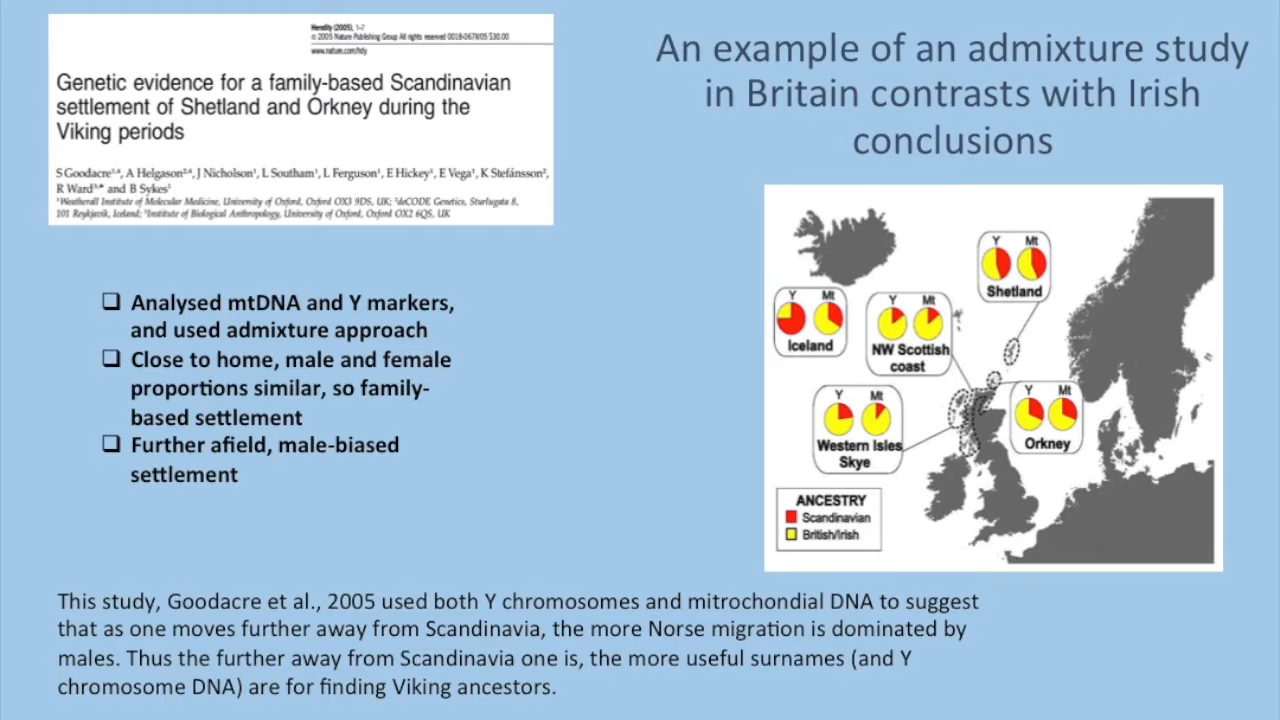 Heredity (2005), 1–7
© 2005 Nature Publishing Group All rights reserved 0018-067X/05 $30.00
www.nature.com/hdy
Genetic evidence for a family-based Scandinavian
settlement of Shetland and Orkney during the
Viking periods
S Goodacre, A Helgason, J Nicholson, L Southam, L Ferguson, E Hickey, E Vega, K Stefánsson,
R Ward and B Sykes
Weatherall Institute of Molecular Medicine, University of Oxford, Oxford OX3 9DS, UK; deCODE Genetics, Sturlugata 8,
101 Reykjavik, Iceland; Institute of Biological Anthropology, University of Oxford, Oxford OX2 6QS, UK
An example of an admixture study
in Britain contrasts with Irish
conclusions
❑ Analysed mtDNA and Y markers,
and used admixture approach
❑ Close to home, male and female
proportions similar, so family-
based settlement
❑ Further afield, male-biased
settlement
Y Mt
Shetland
Y Mt
Iceland
Y Mt
NW Scottish
coast
Y Mt
Western Isles
Skye
Y Mt
Orkney
ANCESTRY
Scandinavian
British/Irish
This study, Goodacre et al., 2005 used both Y chromosomes and mitrochondial DNA to suggest
that as one moves further away from Scandinavia, the more Norse migration is dominated by
males. Thus the further away from Scandinavia one is, the more useful surnames (and Y
chromosome DNA) are for finding Viking ancestors.